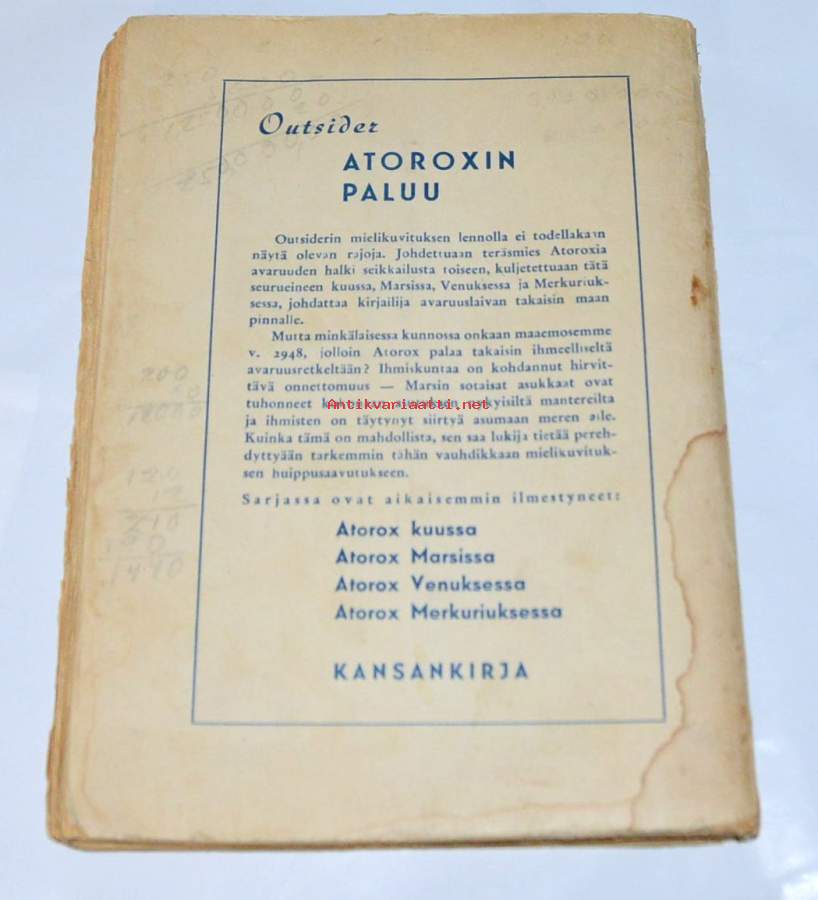 Outsider
ATOROXIN
PALUU
Outsiderin mielikuvituksen lennolla ei todellakaan
näytä olevan rajoja. Johdettuaan teräsmies Atoroxia
avaruuden halki seikkailusta toiseen, kuljetettuaan tätä
seurueineen kuussa, Marsissa, Venuksessa ja Merkuriuk-
sessa, johdattaa kirjailija avaruuslaivan takaisin maan
pinnalle.
Mutta minkälaisessa kunnossa onkaan maaemosemme
v. 2948, jolloin Atorox palaa takaisin ihmeelliseltä
avaruusretkeltään? Ihmiskuntaa on kohdannut hirvit-
tävä onnettomuus — Marsin sotaisat asukkaat ovat
tuhonneet nykyisiltä mantereilta
Antikvariaatti.net
ja ihmisten on täytynyt siirtyä asumaan meren alle.
Kuinka tämä on mahdollista, sen saa lukija tietää pereh-
dyttyään tarkemmin tähän vauhdikkaan mielikuvituk-
sen huippusaavutukseen.
Sarjassa ovat aikaisemmin ilmestyneet:
Atorox kuussa
Atorox Marsissa
Atorox Venuksessa
Atorox Merkuriuksessa
KANSANKIRJA